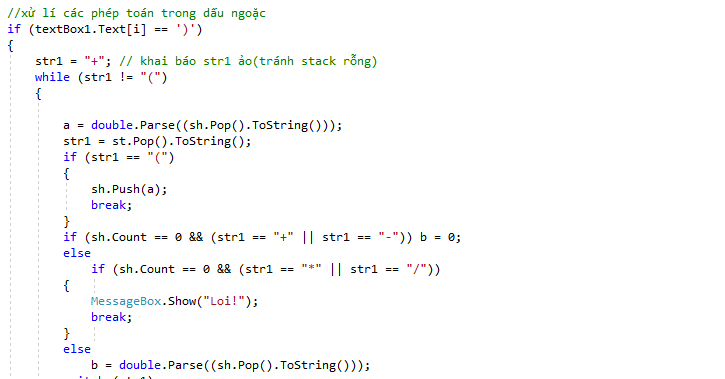 //xử lí các phép toán trong dấu ngoặc
if (textBox1.Text[i] == ')')
{
str1 = "+"; // khai báo str1 ảo(tránh stack rỗng)
while (str1 != "(")
{
a = double.Parse((sh.Pop().ToString()));
str1 = st.Pop().ToString();
if (str1 == "(")
{
sh.Push(a);
break;
}
if (sh.Count == 0 && (str1 == "+" || str1 == "-")) b = 0;
else
if (sh.Count == 0 && (str1 == "*" || str1 == "/"))
{
MessageBox.Show("Loi!");
break;
}
else
b = double.Parse((sh.Pop().ToString()));